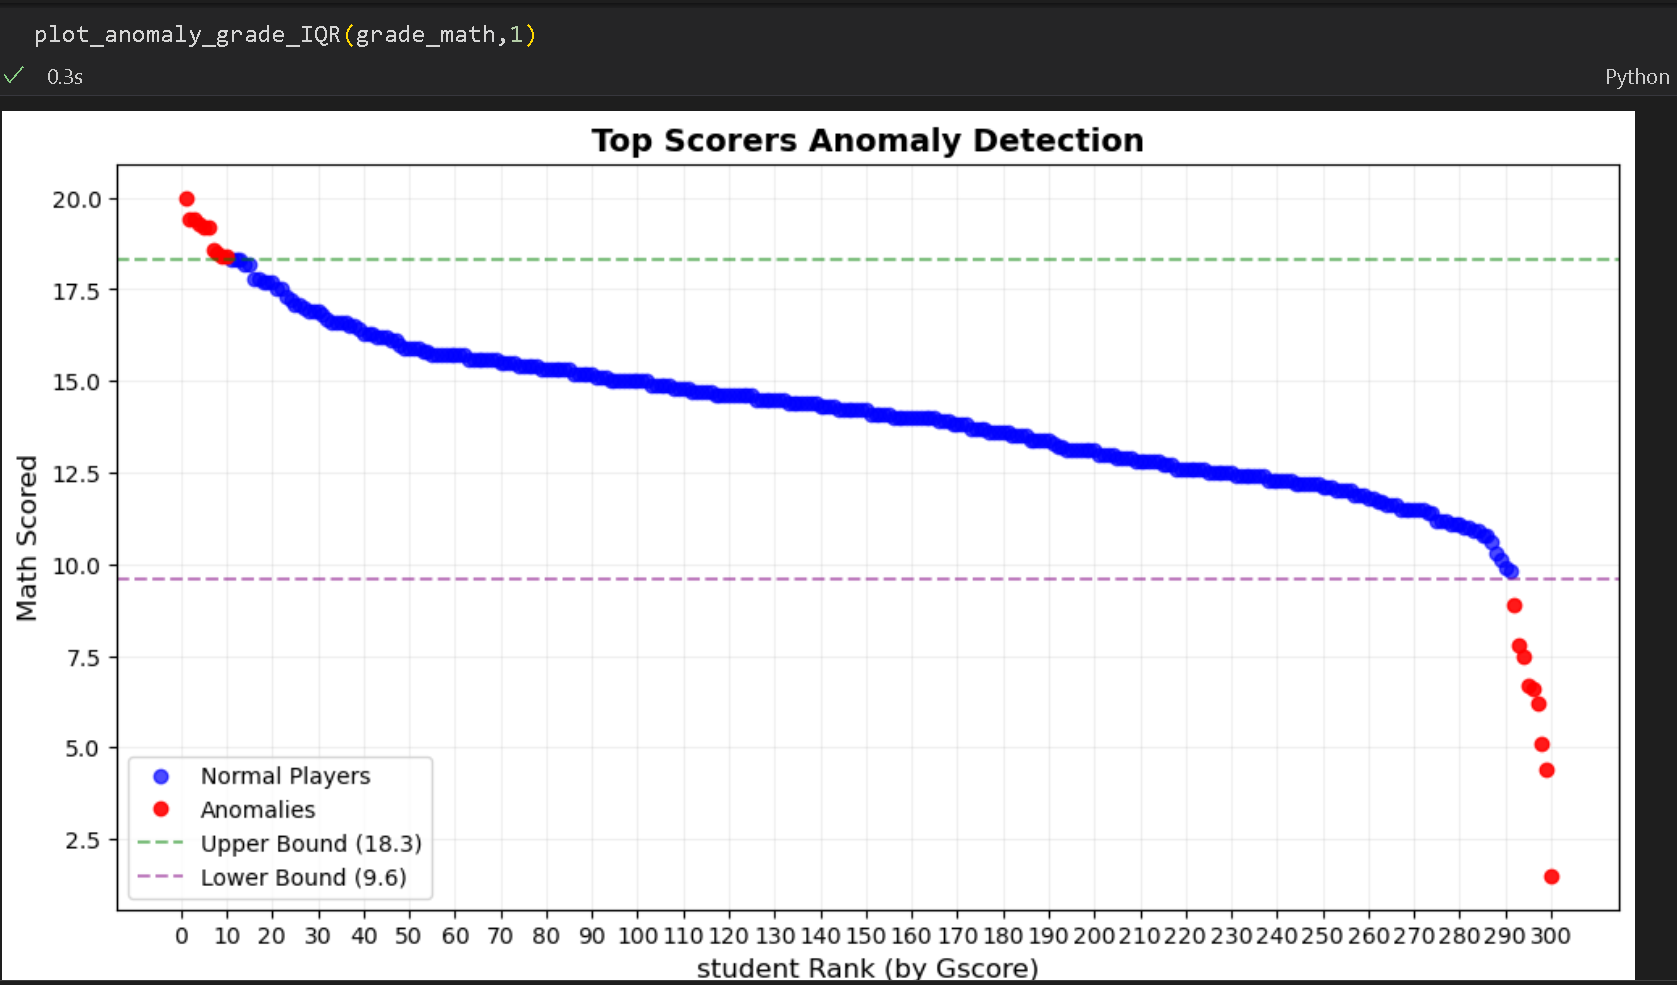 plot_anomaly_grade_IQR(grade_math,1)
0.3s
Python
Top Scorers Anomaly Detection
20.0
17.5
15.0
12.5
10.0
7.5
5.0
2.5
Math Scored
Normal Players
Anomalies
Upper Bound (18.3)
Lower Bound (9.6)
0 10 20 30 40 50 60 70 80 90 100 110 120 130 140 150 160 170 180 190 200 210 220 230 240 250 260 270 280 290 300
student Rank (by Gscore)